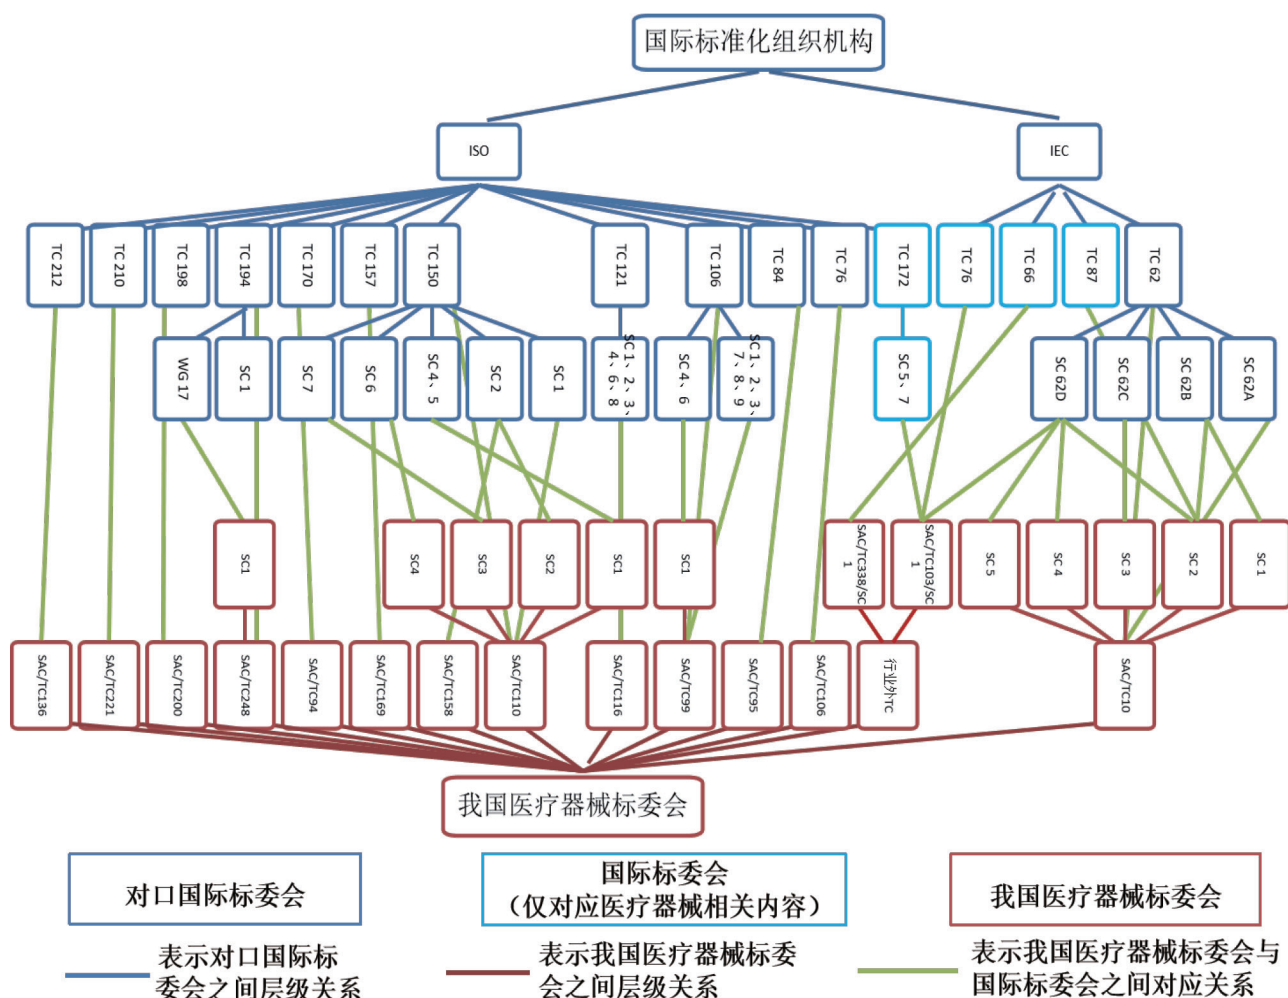 国际标准化组织机构
ISO
IEC
TC 212
TC 210
TC 198
TC 194
TC 170
TC 157
TC 150
TC 121
TC 106
TC 84
TC 76
TC 172
TC 76
TC 66
TC 87
TC 62
WG 17
SC 1
SC 7
SC 6
SC 4、5
SC 2
SC 1
SC 1、2、3、
4、6、8
SC 4、6
SC 1、2、3、
7、8、9
SC 5、7
SC 62D
SC 62C
SC 62B
SC 62A
SC1
SC4
SC3
SC2
SC1
SC1
SAC/TC338/SC
1
SAC/TC103/SC
1
SC 5
SC 4
SC 3
SC 2
SC 1
SAC/TC136
SAC/TC221
SAC/TC200
SAC/TC248
SAC/TC94
SAC/TC169
SAC/TC158
SAC/TC110
SAC/TC116
SAC/TC99
SAC/TC95
SAC/TC106
行业外TC
SAC/TC10
我国医疗器械标委会
对口国际标委会
国际标委会
（仅对应医疗器械相关内容）
我国医疗器械标委会
表示对口国际标
委会之间层级关系
表示我国医疗器械标委
会之间层级关系
表示我国医疗器械标委会与
国际标委会之间对应关系